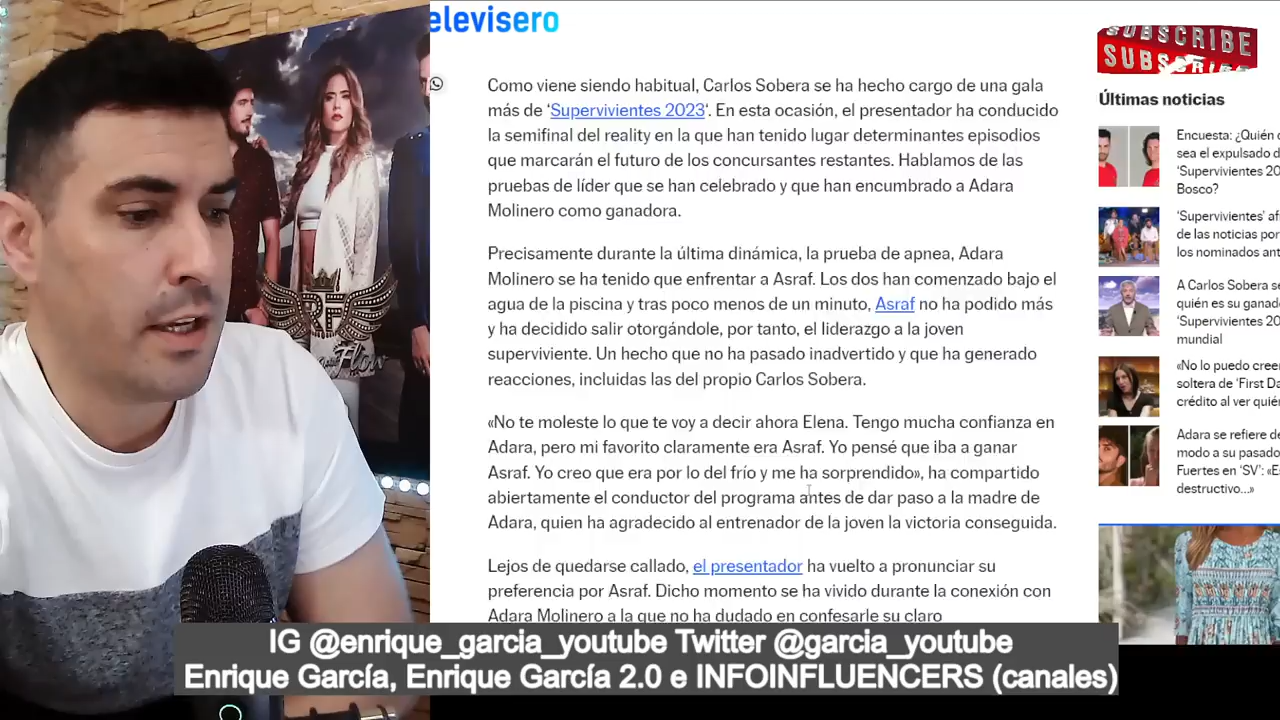 elevisero
SUBSCRIBE
SUBSCRIBE
Como viene siendo habitual, Carlos Sobera se ha hecho cargo de una gala
más de ‘Supervivientes 2023‘. En esta ocasión, el presentador ha conducido
la semifinal del reality en la que han tenido lugar determinantes episodios
que marcarán el futuro de los concursantes restantes. Hablamos de las
pruebas de líder que se han celebrado y que han encumbrado a Adara
Molinero como ganadora.
Precisamente durante la última dinámica, la prueba de apnea, Adara
Molinero se ha tenido que enfrentar a Asraf. Los dos han comenzado bajo el
agua de la piscina y tras poco menos de un minuto, Asraf no ha podido más
y ha decidido salir otorgándole, por tanto, el liderazgo a la joven
superviviente. Un hecho que no ha pasado inadvertido y que ha generado
reacciones, incluidas las del propio Carlos Sobera.
«No te moleste lo que te voy a decir ahora Elena. Tengo mucha confianza en
Adara, pero mi favorito claramente era Asraf. Yo pensé que iba a ganar
Asraf. Yo creo que era por lo del frío y me ha sorprendido», ha compartido
abiertamente el conductor del programa antes de dar paso a la madre de
Adara, quien ha agradecido al entrenador de la joven la victoria conseguida.
Lejos de quedarse callado, el presentador ha vuelto a pronunciar su
preferencia por Asraf. Dicho momento se ha vivido durante la conexión con
Adara Molinero a la que no ha dudado en confesarle su claro
Últimas noticias
Encuesta: ¿Quién
sea el expulsado d
‘Supervivientes 20
Bosco?
‘Supervivientes’ af
de las noticias por
los nominados ant
A Carlos Sobera se
quién es su ganad
‘Supervivientes 20
mundial
«No lo puedo cree
soltera de ‘First Da
crédito al ver quié
Adara se refiere de
modo a su pasado
Fuertes en ‘SV’: «Es
destructivo...»
RF
Flow
IG @enrique_garcia_youtube Twitter @garcia_youtube
Enrique García, Enrique García 2.0 e INFOINFLUENCERS (canales)